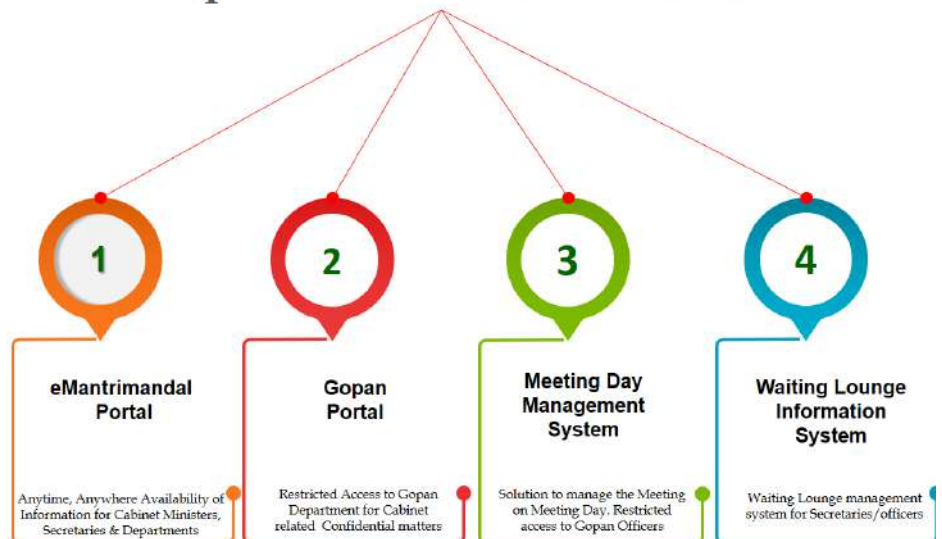 1
eMantrimandal
Portal
Anytime, Anywhere Availability of
Information for Cabinet Ministers,
Secretaries & Departments
2
Gopan
Portal
Restricted Access to Gopan
Department for Cabinet
related Confidential matters
3
Meeting Day
Management
System
Solution to manage the Meeting
on Meeting Day. Restricted
access to Gopan Officers
4
Waiting Lounge
Information
System
Waiting Lounge management
system for Secretaries/officers